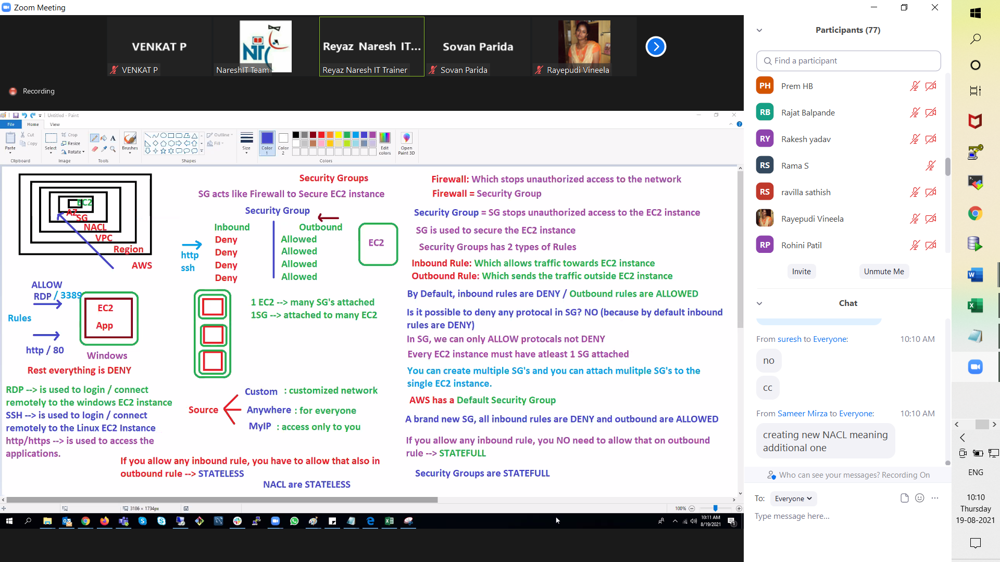 Zoom Meeting
VENKAT P
Reyaz Naresh IT...
Sovan Parida
VENKAT P
NareshIT Team
Reyaz Naresh IT Trainer
Sovan Parida
Rayepudi Vineela
Recording
Untitled - Paint
File
Home
View
Paste
Cut
Copy
Clipboard
Select
Crop
Resize
Rotate
Image
A
Tools
Brushes
Shapes
Outline
Fill
Size
Color 1
Color 2
Edit colors
Open Paint 3D
Colors
EC2
AZ
SG
NACL
VPC
Region
AWS
ALLOW
RDP / 3389
Rules
http / 80
EC2
App
Windows
Rest everything is DENY
RDP --> is used to login / connect
remotely to the windows EC2 instance
SSH --> is used to login / connect
remotely to the Linux EC2 Instance
http/https --> is used to access the
applications.
Security Groups
SG acts like Firewall to Secure EC2 instance
Security Group
Inbound
Outbound
http
ssh
Deny
Deny
Deny
Deny
Allowed
Allowed
Allowed
Allowed
EC2
1 EC2 --> many SG's attached
1SG --> attached to many EC2
Source
Custom : customized network
Anywhere : for everyone
MyIP : access only to you
If you allow any inbound rule, you have to allow that also in
outbound rule --> STATELESS
NACL are STATELESS
Firewall: Which stops unauthorized access to the network
Firewall = Security Group
Security Group = SG stops unauthorized access to the EC2 instance
SG is used to secure the EC2 instance
Security Groups has 2 types of Rules
Inbound Rule: Which allows traffic towards EC2 instance
Outbound Rule: Which sends the traffic outside EC2 instance
By Default, inbound rules are DENY / Outbound rules are ALLOWED
Is it possible to deny any protocal in SG? NO (because by default inbound
rules are DENY)
In SG, we can only ALLOW protocals not DENY
Every EC2 instance must have atleast 1 SG attached
You can create multiple SG's and you can attach mulitple SG's to the
single EC2 instance.
AWS has a Default Security Group
A brand new SG, all inbound rules are DENY and outbound are ALLOWED
If you allow any inbound rule, you NO need to allow that on outbound
rule --> STATEFULL
Security Groups are STATEFULL
3186 × 1734px
100%
10:11 AM
8/19/2021
Participants (77)
Find a participant
PH Prem HB
RB Rajat Balpande
RY Rakesh yadav
RS Rama S
RS ravilla sathish
Rayepudi Vineela
RP Rohini Patil
Invite
Unmute Me
Chat
From suresh to Everyone: 10:10 AM
no
cc
From Sameer Mirza to Everyone: 10:10 AM
creating new NACL meaning
additional one
Who can see your messages? Recording On
To: Everyone
Type message here...
ENG
10:10
Thursday
19-08-2021